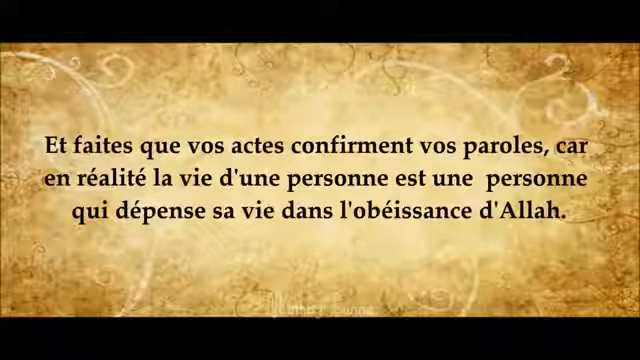 Et faites que vos actes confirment vos paroles, car
en réalité la vie d'une personne est une  personne
qui dépense sa vie dans l'obéissance d'Allah.